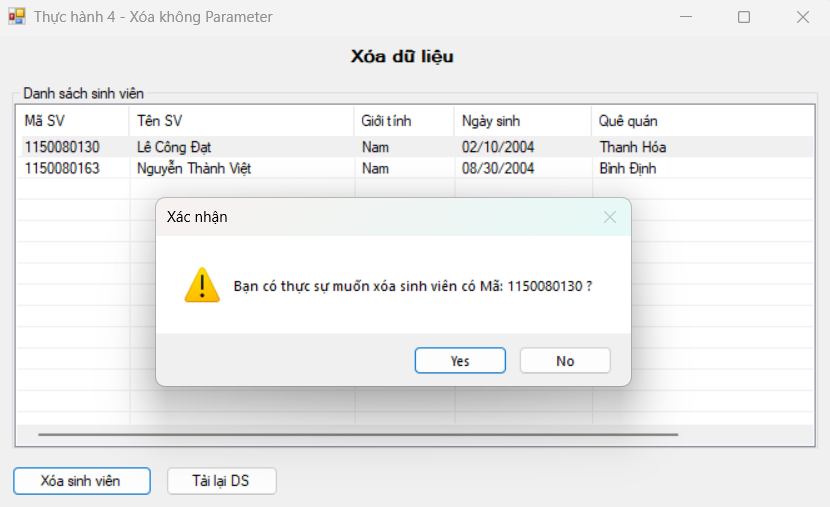 Thực hành 4 - Xóa không Parameter
Xóa dữ liệu
Danh sách sinh viên
Mã SV Tên SV Giới tính Ngày sinh Quê quán
1150080130 Lê Công Đạt Nam 02/10/2004 Thanh Hóa
1150080163 Nguyễn Thành Việt Nam 08/30/2004 Bình Định
Xác nhận
Bạn có thực sự muốn xóa sinh viên có Mã: 1150080130 ?
Yes No
Xóa sinh viên Tải lại DS